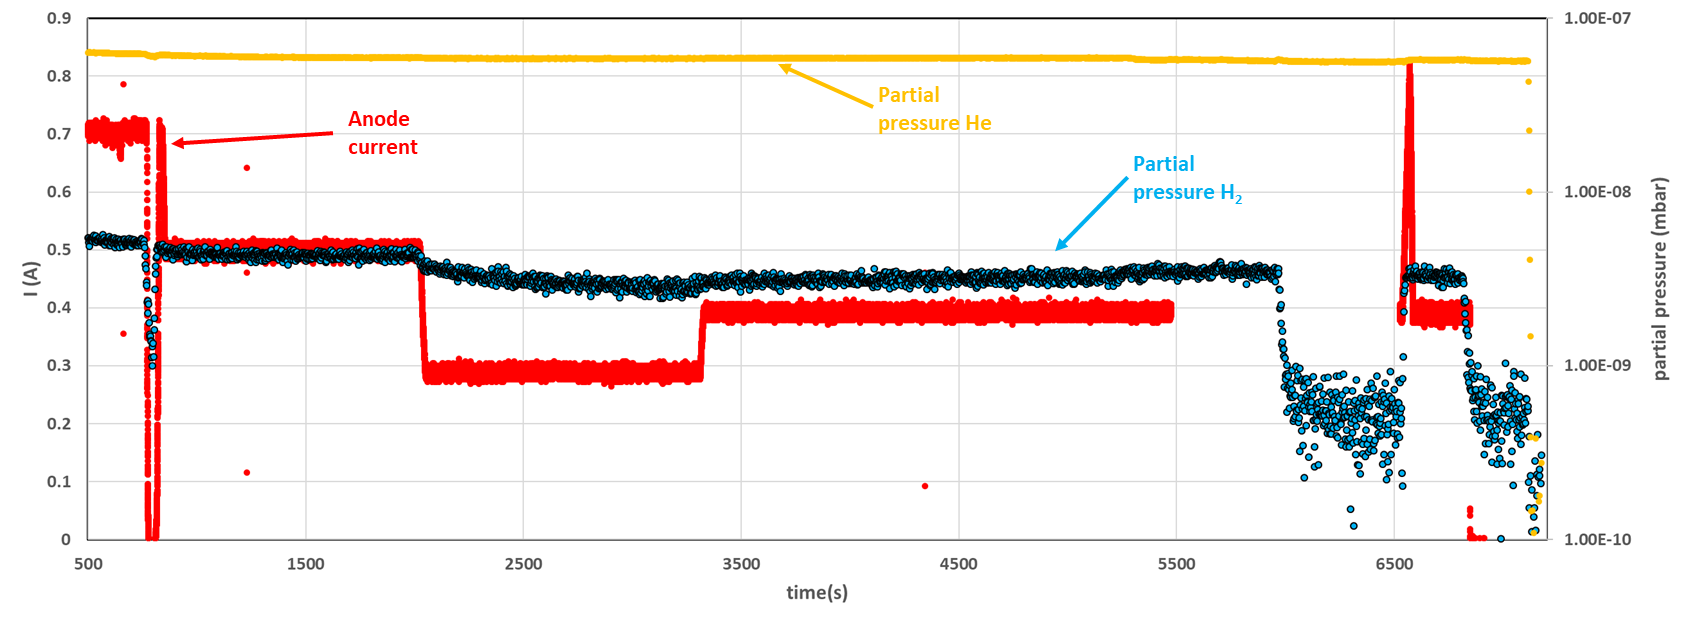 0.9
0.8
0.7
0.6
0.5
0.4
0.3
0.2
0.1
0
I (A)
Anode
current
Partial
pressure He
Partial
pressure H₂
1.00E-07
1.00E-08
1.00E-09
1.00E-10
partial pressure (mbar)
500
1500
2500
3500
4500
5500
6500
time(s)